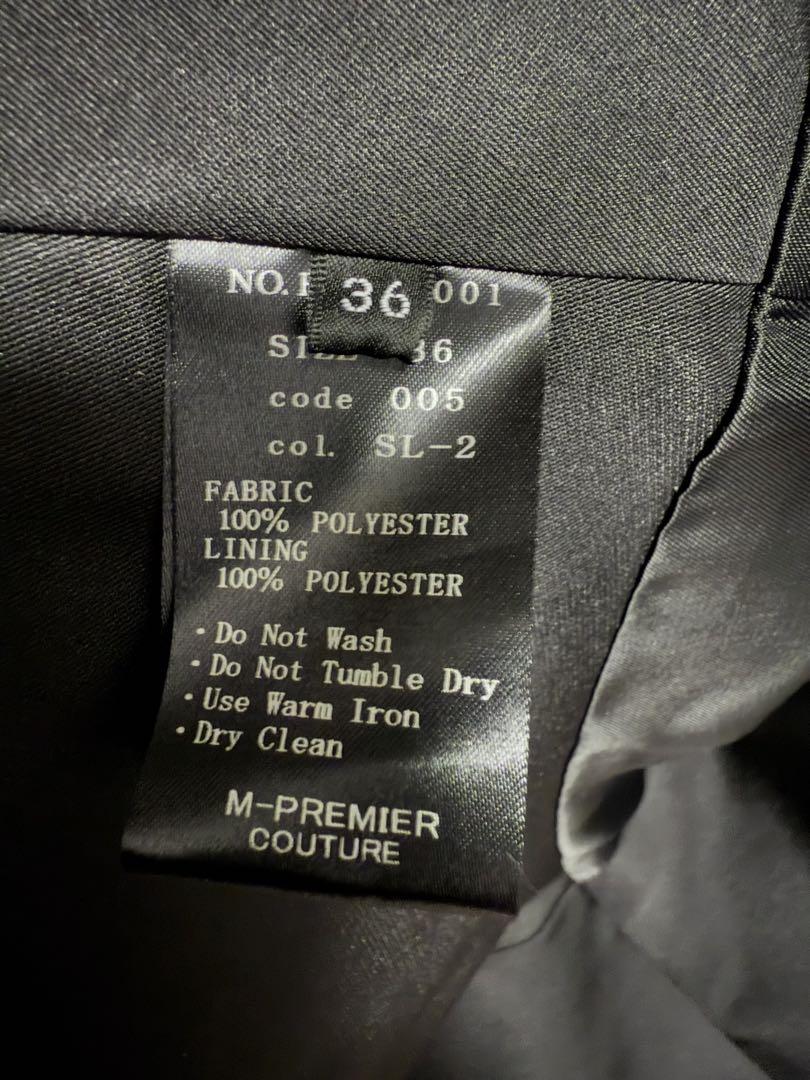 NO. 001
36
36
code 005
col. SL-2
FABRIC
100% POLYESTER
LINING
100% POLYESTER
・Do Not Wash
・Do Not Tumble Dry
・Use Warm Iron
・Dry Clean
M-PREMIER
COUTURE